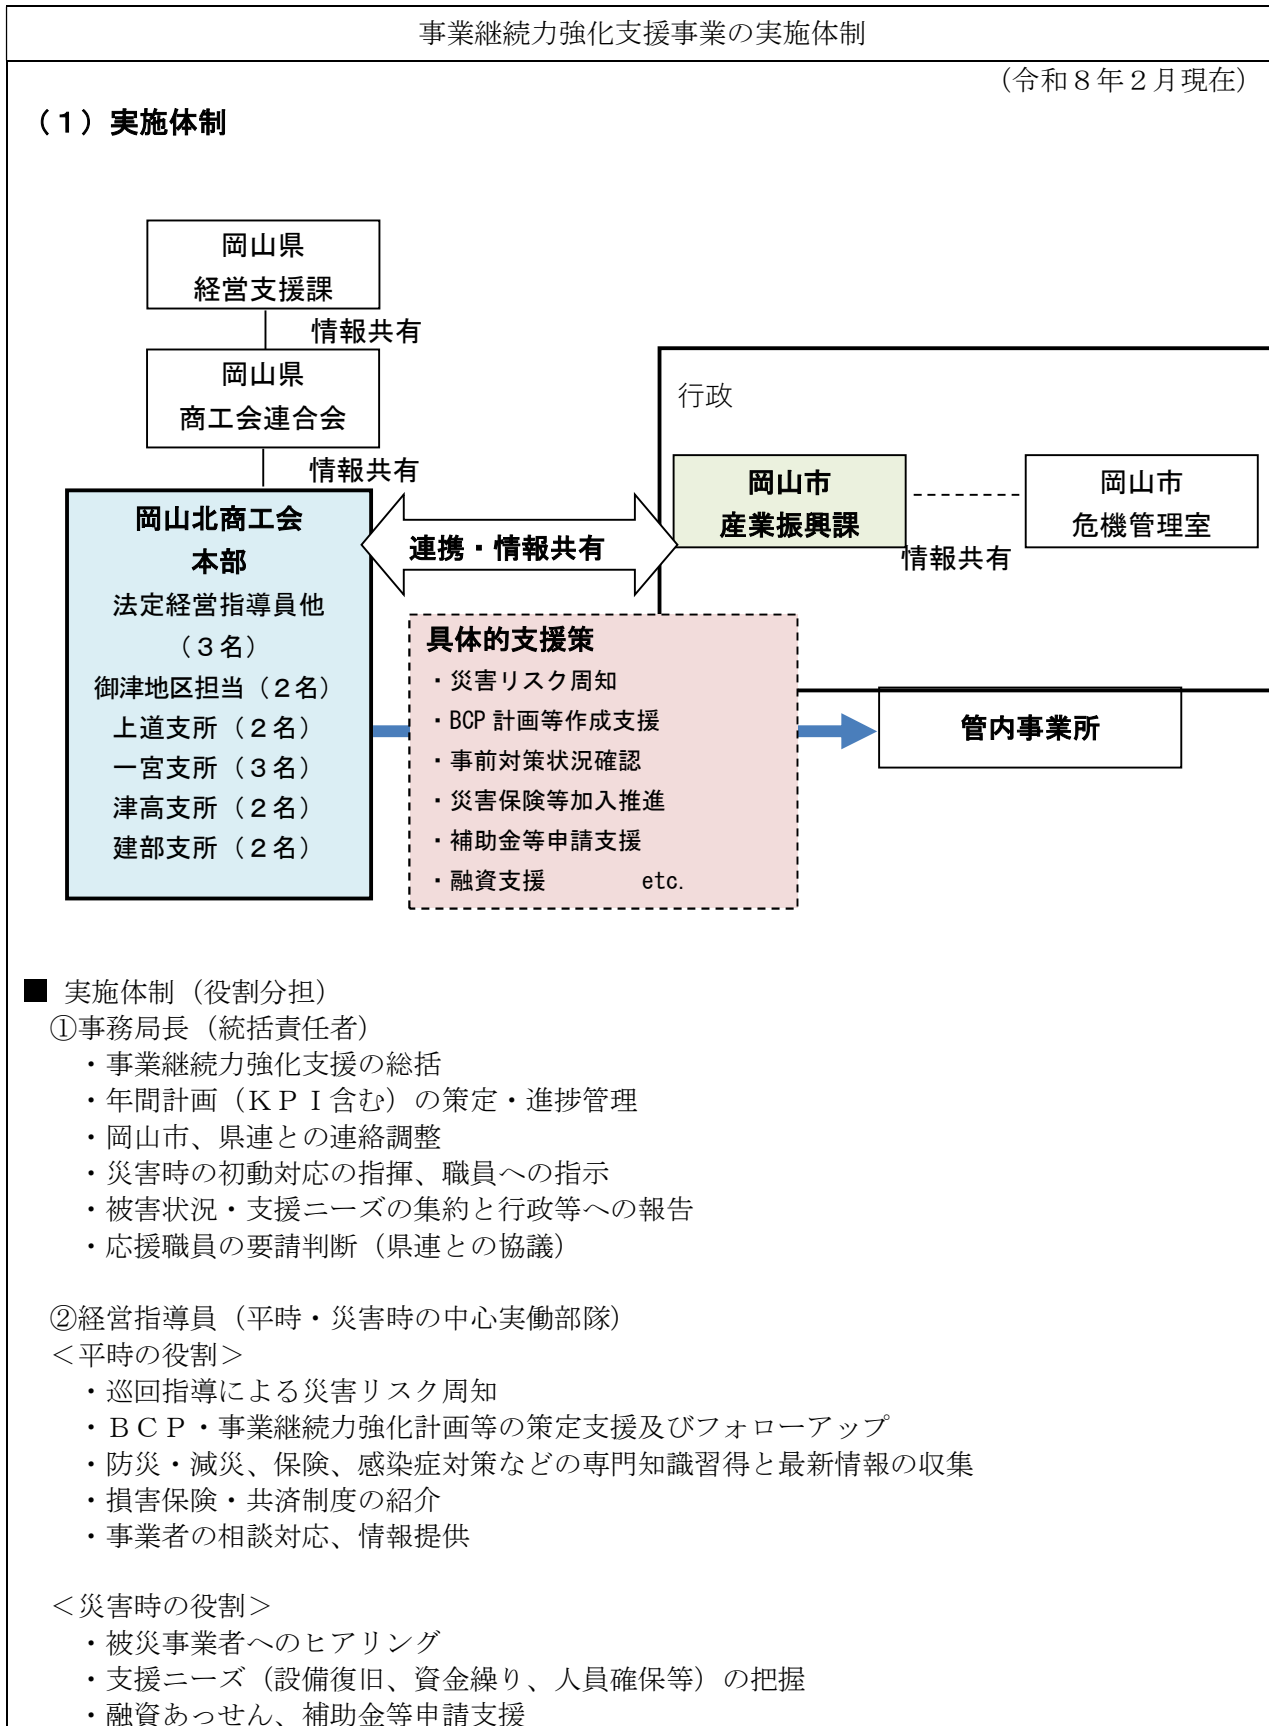 事業継続力強化支援事業の実施体制
（令和８年２月現在）
（１）実施体制
岡山県
経営支援課
情報共有
岡山県
商工会連合会
情報共有
岡山北商工会
本部
法定経営指導員他
（３名）
御津地区担当（２名）
上道支所（２名）
一宮支所（３名）
津高支所（２名）
建部支所（２名）
連携・情報共有
行政
岡山市
産業振興課
情報共有
岡山市
危機管理室
具体的支援策
・災害リスク周知
・BCP 計画等作成支援
・事前対策状況確認
・災害保険等加入推進
・補助金等申請支援
・融資支援　　　　etc.
管内事業所
■ 実施体制（役割分担）
①事務局長（統括責任者）
・事業継続力強化支援の総括
・年間計画（ＫＰＩ含む）の策定・進捗管理
・岡山市、県連との連絡調整
・災害時の初動対応の指揮、職員への指示
・被害状況・支援ニーズの集約と行政等への報告
・応援職員の要請判断（県連との協議）
②経営指導員（平時・災害時の中心実働部隊）
＜平時の役割＞
・巡回指導による災害リスク周知
・ＢＣＰ・事業継続力強化計画等の策定支援及びフォローアップ
・防災・減災、保険、感染症対策などの専門知識習得と最新情報の収集
・損害保険・共済制度の紹介
・事業者の相談対応、情報提供
＜災害時の役割＞
・被災事業者へのヒアリング
・支援ニーズ（設備復旧、資金繰り、人員確保等）の把握
・融資あっせん、補助金等申請支援